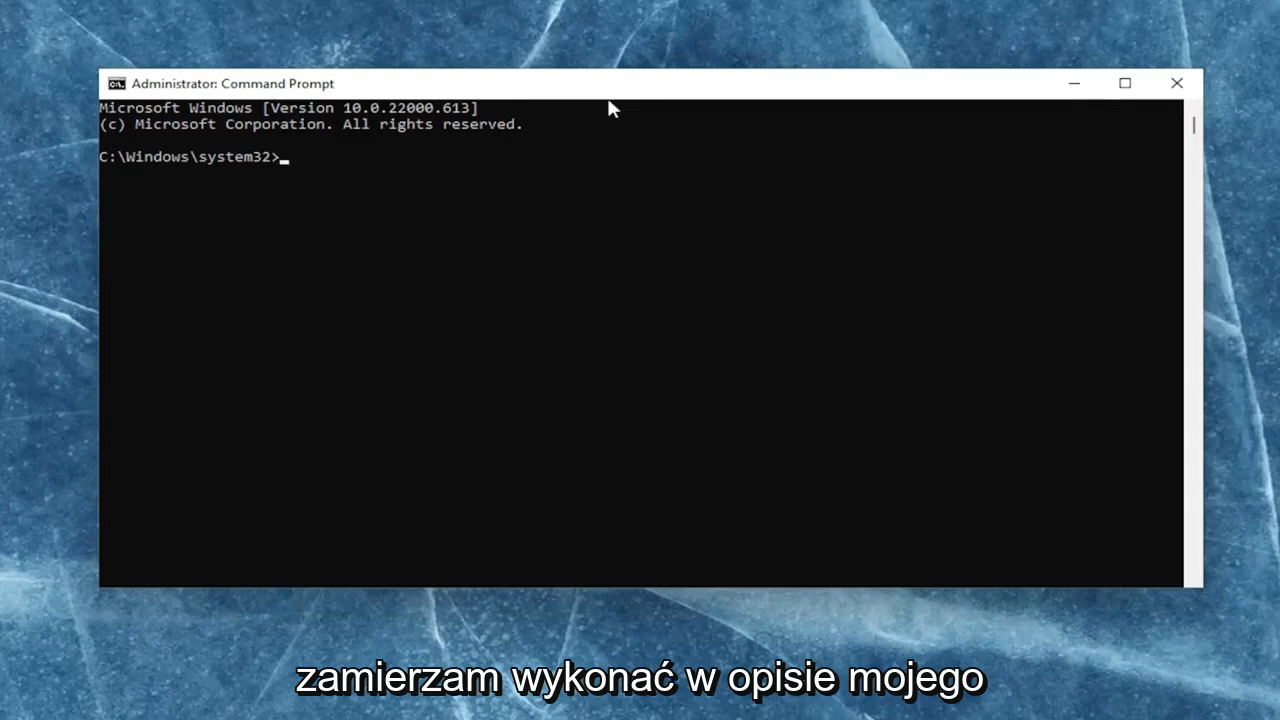 Administrator: Command Prompt
Microsoft Windows [Version 10.0.22000.613]
(c) Microsoft Corporation. All rights reserved.
C:\Windows\system32>
zamierzam wykonać w opisie mojego